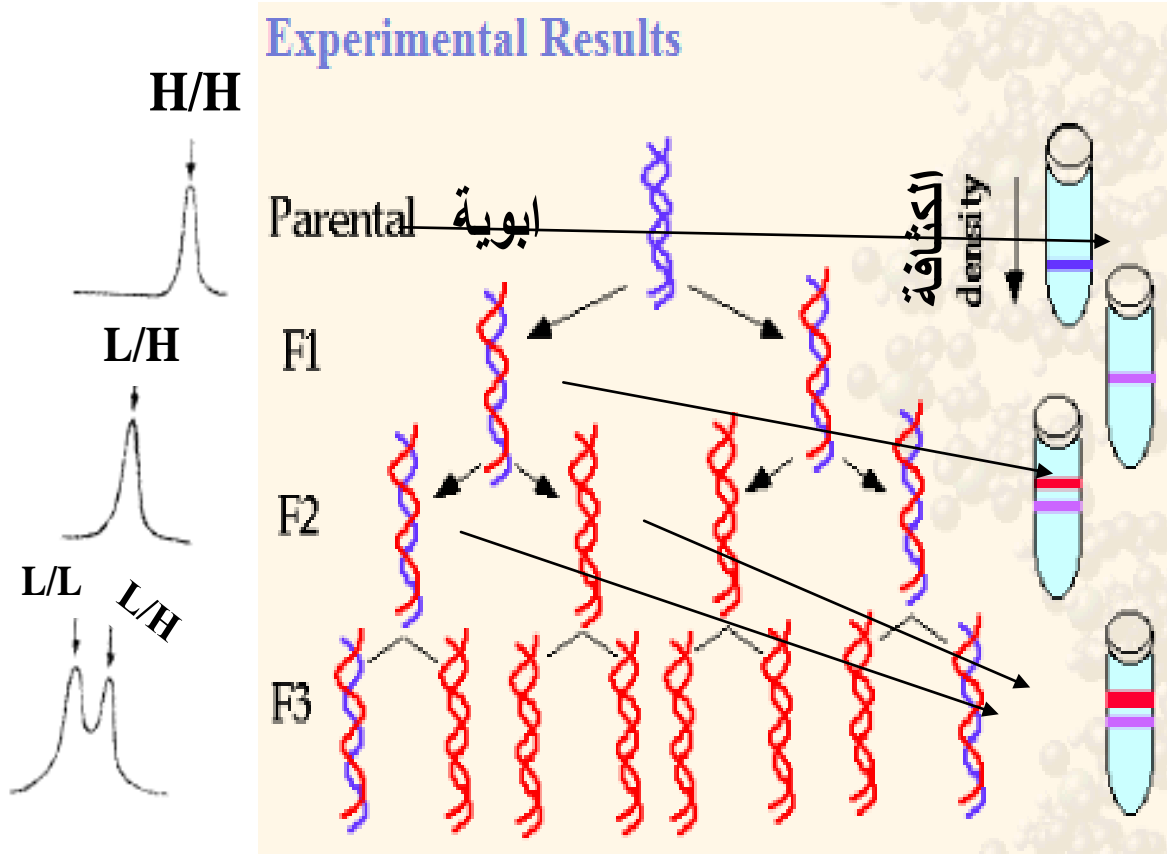 Experimental Results
H/H
Parental ابوية
الكثافة
density
F1
L/H
F2
L/L
L/H
F3